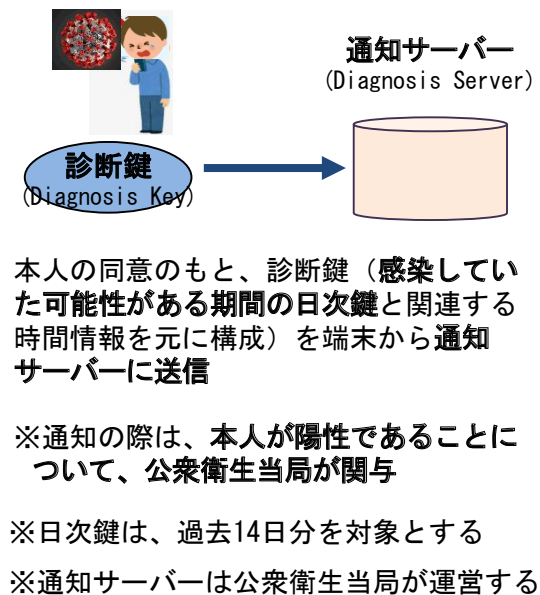 通知サーバー
(Diagnosis Server)
診断鍵
(Diagnosis Key)
本人の同意のもと、診断鍵（感染してい
た可能性がある期間の日次鍵と関連する
時間情報を元に構成）を端末から通知
サーバーに送信
※通知の際は、本人が陽性であることに
ついて、公衆衛生当局が関与
※日次鍵は、過去14日分を対象とする
※通知サーバーは公衆衛生当局が運営する